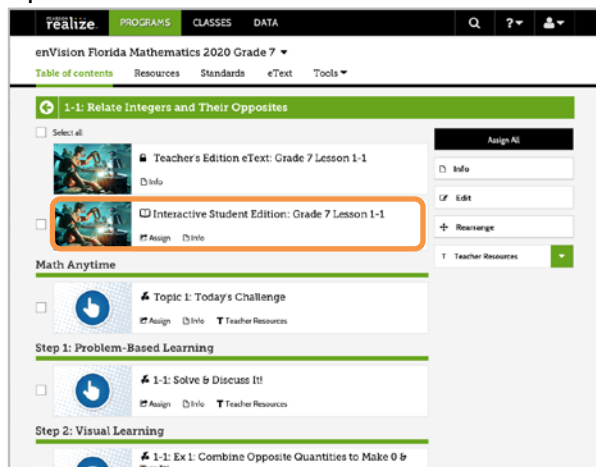 PEARSON
realize.
PROGRAMS CLASSES DATA
?
enVision Florida Mathematics 2020 Grade 7
Table of contents Resources Standards eText Tools
1-1: Relate Integers and Their Opposites
Select all
Assign All
Teacher's Edition eText: Grade 7 Lesson 1-1
Info
Info
Edit
Interactive Student Edition: Grade 7 Lesson 1-1
Rearrange
Assign Info
T Teacher Resources
Math Anytime
Topic 1: Today's Challenge
Assign Info T Teacher Resources
Step 1: Problem-Based Learning
1-1: Solve & Discuss It!
Assign Info T Teacher Resources
Step 2: Visual Learning
1-1: Ex 1: Combine Opposite Quantities to Make 0 &